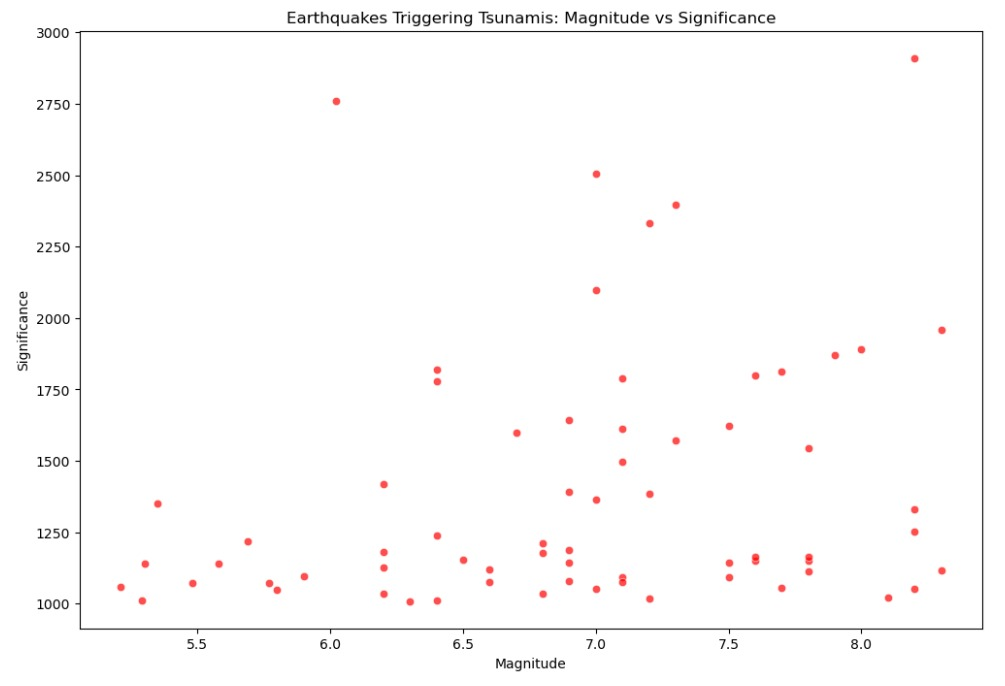 Earthquakes Triggering Tsunamis: Magnitude vs Significance
3000
2750
2500
2250
2000
1750
1500
1250
1000
Significance
5.5 6.0 6.5 7.0 7.5 8.0
Magnitude